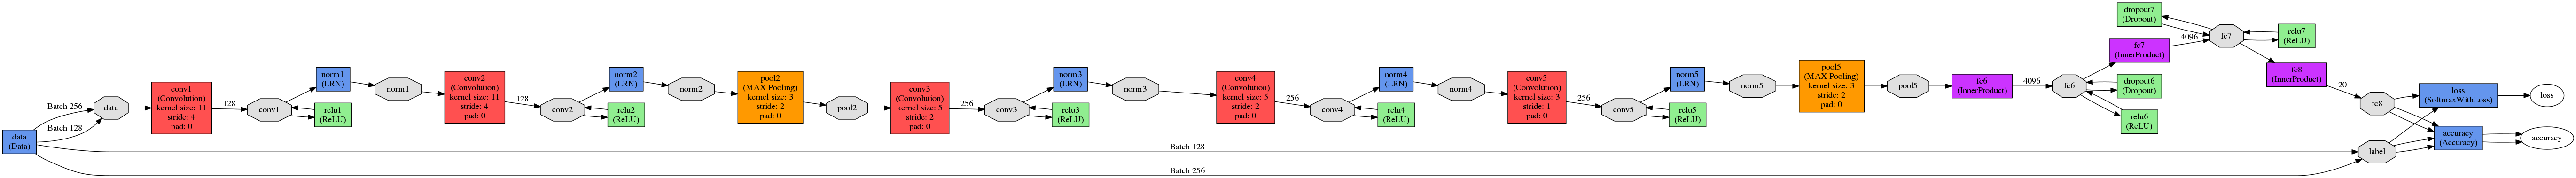 data
(Data)
Batch 256
Batch 128
data
conv1
(Convolution)
kernel size: 11
stride: 4
pad: 0
128
conv1
norm1
(LRN)
relu1
(ReLU)
norm1
conv2
(Convolution)
kernel size: 11
stride: 4
pad: 0
128
conv2
norm2
(LRN)
relu2
(ReLU)
norm2
pool2
(MAX Pooling)
kernel size: 3
stride: 2
pad: 0
pool2
conv3
(Convolution)
kernel size: 5
stride: 2
pad: 0
256
conv3
norm3
(LRN)
relu3
(ReLU)
norm3
conv4
(Convolution)
kernel size: 5
stride: 2
pad: 0
256
conv4
norm4
(LRN)
relu4
(ReLU)
norm4
conv5
(Convolution)
kernel size: 3
stride: 1
pad: 0
256
conv5
norm5
(LRN)
relu5
(ReLU)
norm5
pool5
(MAX Pooling)
kernel size: 3
stride: 2
pad: 0
pool5
fc6
(InnerProduct)
4096
fc6
fc7
(InnerProduct)
dropout6
(Dropout)
relu6
(ReLU)
4096
dropout7
(Dropout)
fc7
relu7
(ReLU)
fc8
(InnerProduct)
20
fc8
loss
(SoftmaxWithLoss)
loss
accuracy
(Accuracy)
accuracy
Batch 128
label
Batch 256